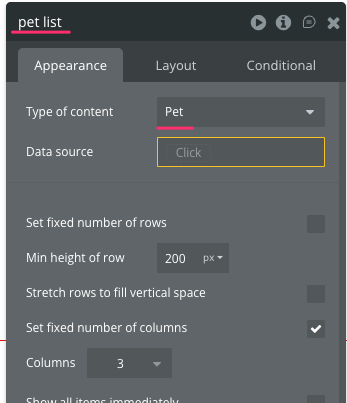 pet list
Appearance Layout Conditional
Type of content Pet
Data source Click
Set fixed number of rows
Min height of row 200 px
Stretch rows to fill vertical space
Set fixed number of columns
Columns 3
Show all items immediately